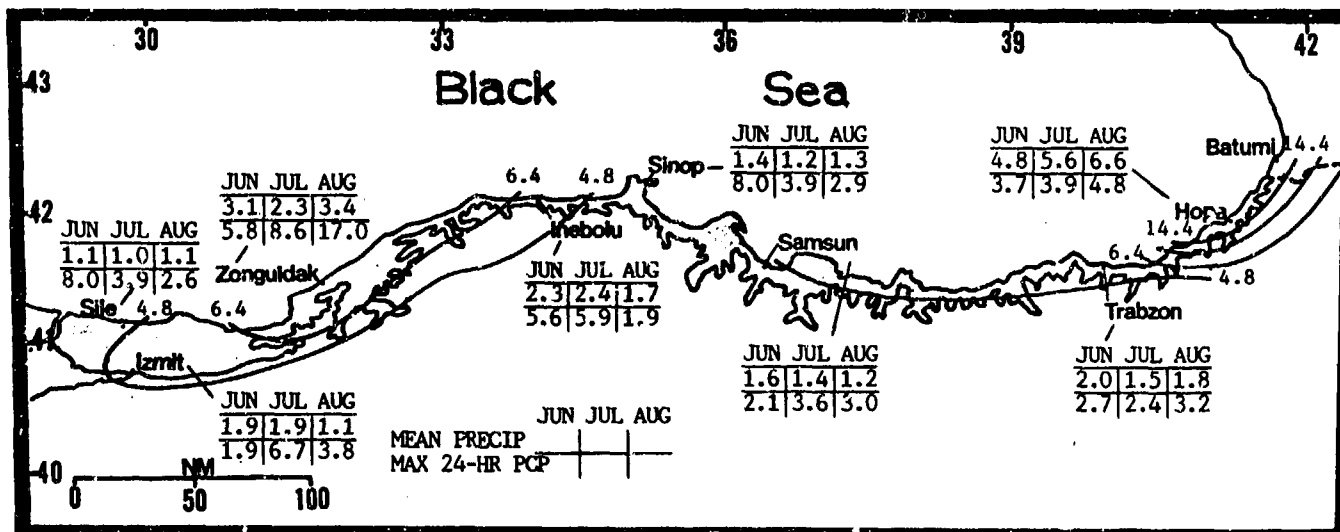 30 33 36 39 42
43
Black Sea
JUN JUL AUG
1.4 1.2 1.3
8.0 3.9 2.9
Sinop
JUN JUL AUG
4.8 5.6 6.6
3.7 3.9 4.8
Batumi 14.4
Hopa
14.4
6.4
4.8
Trabzon
42
JUN JUL AUG
3.1 2.3 3.4
5.8 8.6 17.0
Zonguldak
6.4 4.8
Inebolu
JUN JUL AUG
2.3 2.4 1.7
5.6 5.9 1.9
Samsun
JUN JUL AUG
1.1 1.0 1.1
8.0 3.9 2.6
Sile 4.8 6.4
41
Izmit
JUN JUL AUG
1.6 1.4 1.2
2.1 3.6 3.0
JUN JUL AUG
2.0 1.5 1.8
2.7 2.4 3.2
JUN JUL AUG
1.9 1.9 1.1
1.9 6.7 3.8
JUN JUL AUG
MEAN PRECIP
MAX 24-HR PCP
40
NM
0 50 100